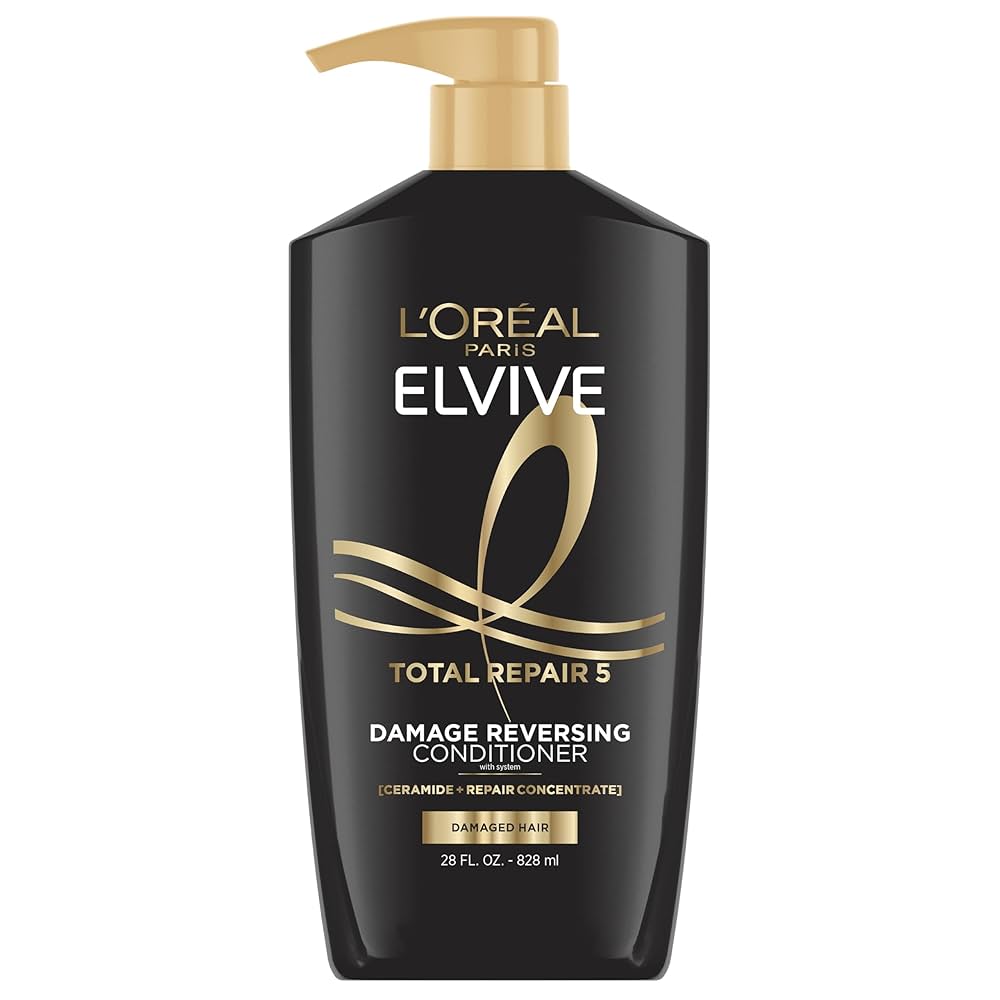 L'ORÉAL
PARIS
ELVIVE
TOTAL REPAIR 5
DAMAGE REVERSING
CONDITIONER
with system
[CERAMIDE + REPAIR CONCENTRATE]
DAMAGED HAIR
28 FL. OZ. - 828 ml